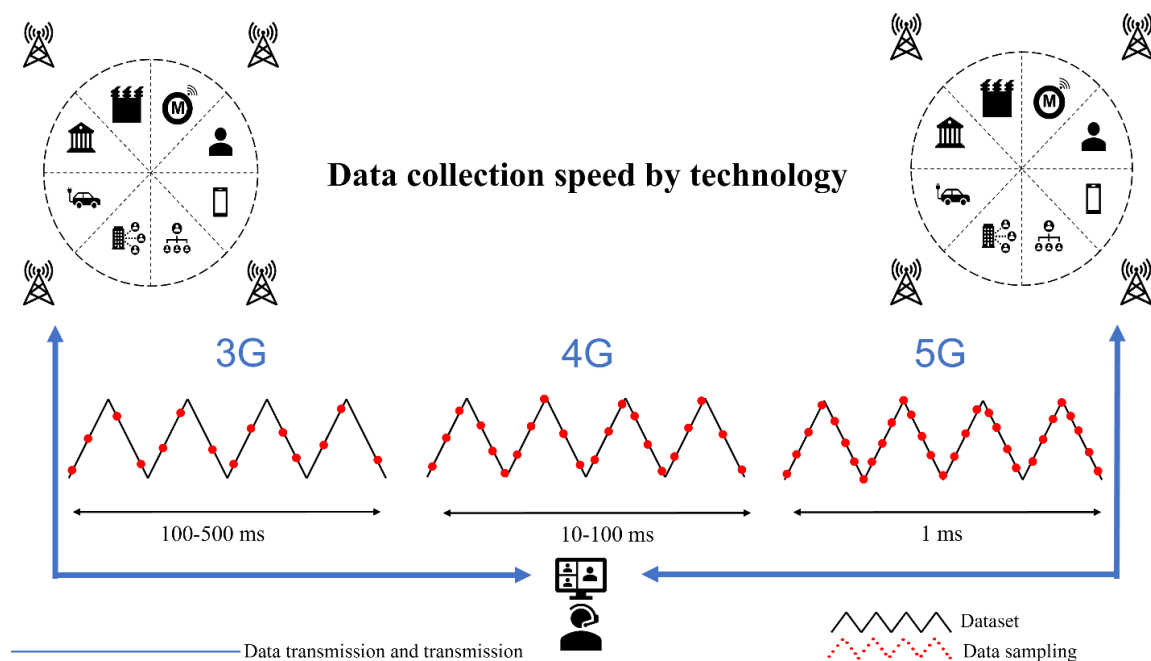 M
M
Data collection speed by technology
3G
4G
5G
100-500 ms
10-100 ms
1 ms
Dataset
Data transmission and transmission
Data sampling